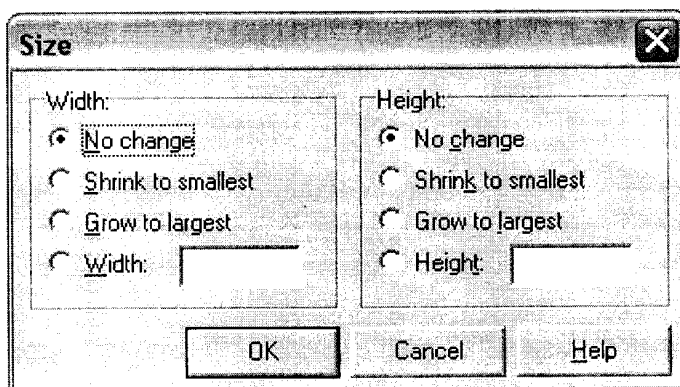 Size
Width:
No change
Shrink to smallest
Grow to largest
Width:
Height:
No change
Shrink to smallest
Grow to largest
Height:
OK
Cancel
Help